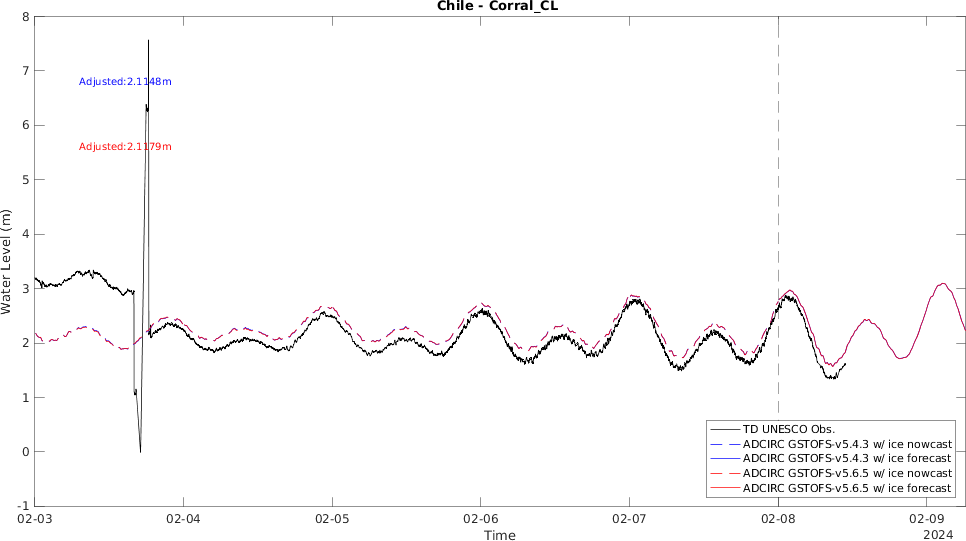 Chile - Corral_CL
8
7
6
5
4
3
2
1
0
-1
Water Level (m)
Adjusted:2.1148m
Adjusted:2.1179m
TD UNESCO Obs.
ADCIRC GSTOFS-v5.4.3 w/ ice nowcast
ADCIRC GSTOFS-v5.4.3 w/ ice forecast
ADCIRC GSTOFS-v5.6.5 w/ ice nowcast
ADCIRC GSTOFS-v5.6.5 w/ ice forecast
02-03 02-04 02-05 02-06 02-07 02-08 02-09
Time
2024